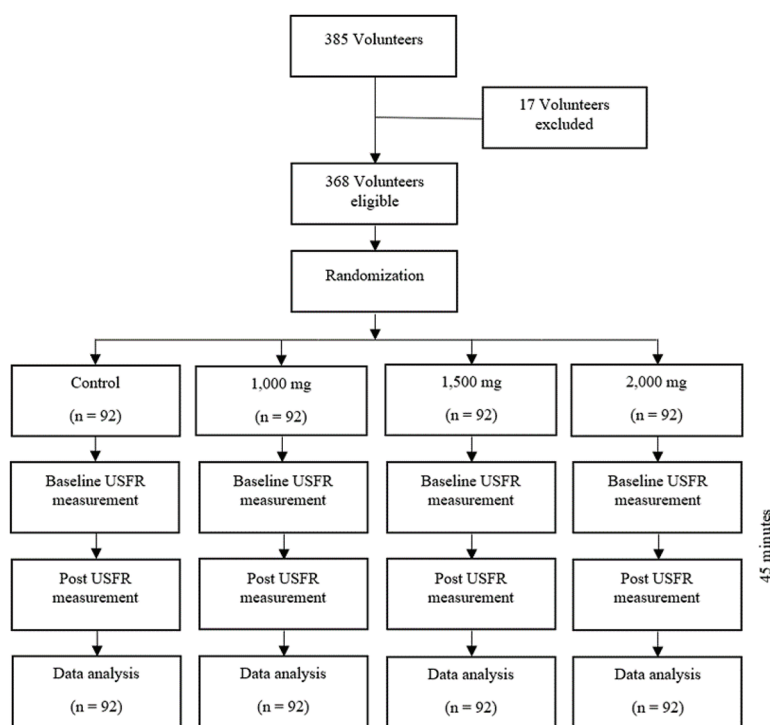 385 Volunteers
17 Volunteers
excluded
368 Volunteers
eligible
Randomization
Control
(n = 92)
1,000 mg
(n = 92)
1,500 mg
(n = 92)
2,000 mg
(n = 92)
Baseline USFR
measurement
Baseline USFR
measurement
Baseline USFR
measurement
Baseline USFR
measurement
45 minutes
Post USFR
measurement
Post USFR
measurement
Post USFR
measurement
Post USFR
measurement
Data analysis
(n = 92)
Data analysis
(n = 92)
Data analysis
(n = 92)
Data analysis
(n = 92)